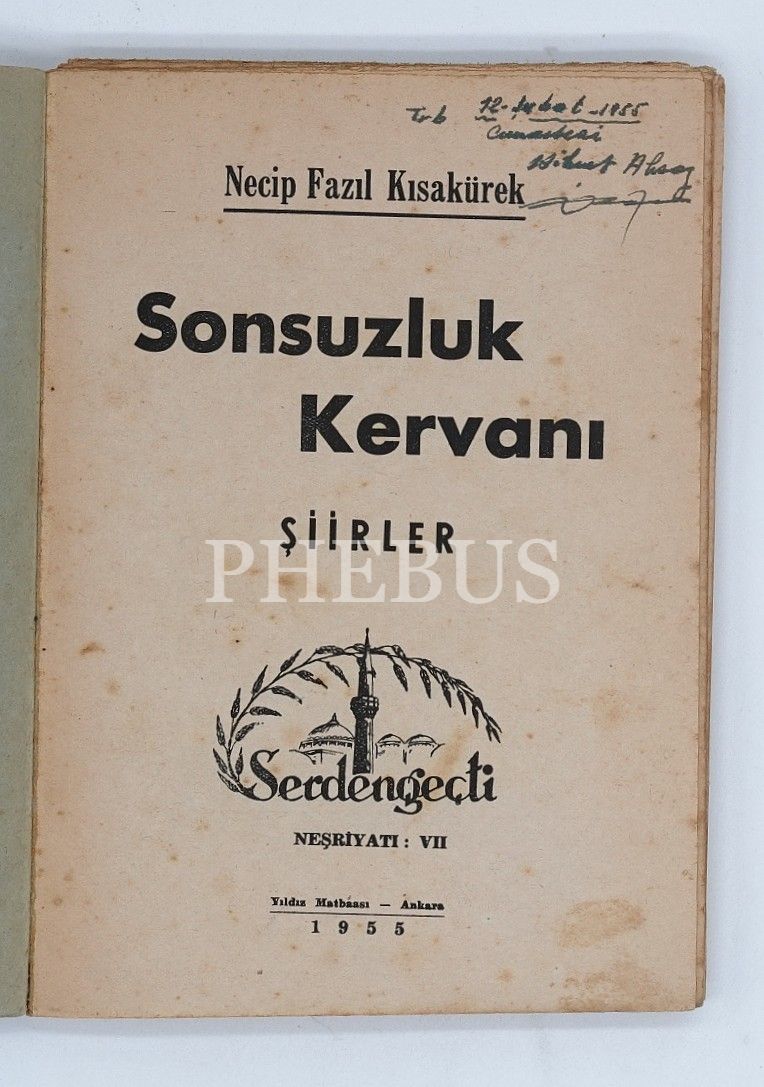 12 - Şubat - 1955
Cumartesi
Necip Fazıl Kısakürek
Sonsuzluk
Kervanı
ŞİİRLER
PHEBUS
Serdengeçti
NEŞRİYATI : VII
Yıldız Matbaası — Ankara
1955